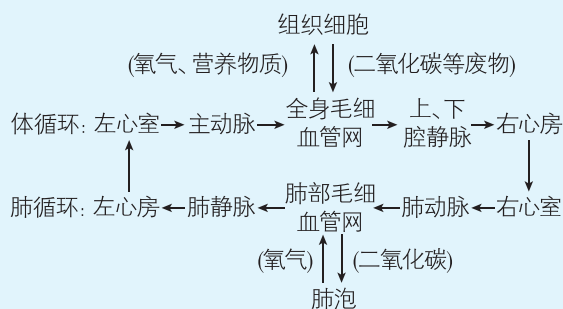 组织细胞
(氧气、营养物质) (二氧化碳等废物)
体循环: 左心室 主动脉 全身毛细血管网 上、下腔静脉 右心房
肺循环: 左心房 肺静脉 肺部毛细血管网 肺动脉 右心室
(氧气) (二氧化碳)
肺泡